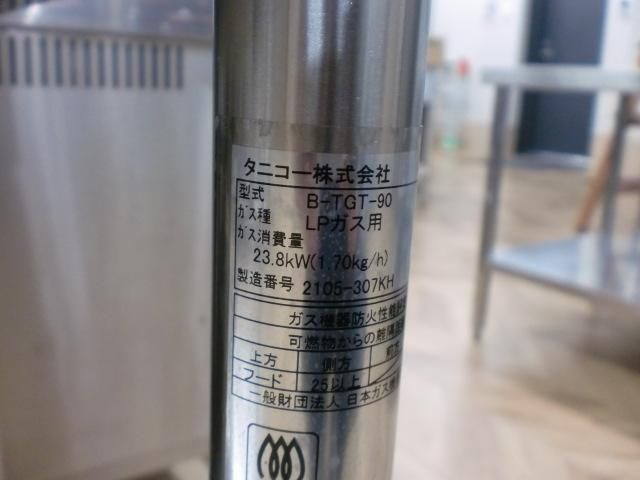 タニコー株式会社
型式 B-TGT-90
ガス種 LPガス用
ガス消費量
23.8kW(1.70kg/h)
製造番号 2105-307KH
ガス機器防火性
可燃物からの離隔
上方 側方
フード 25以上
一般財団法人 日本ガス